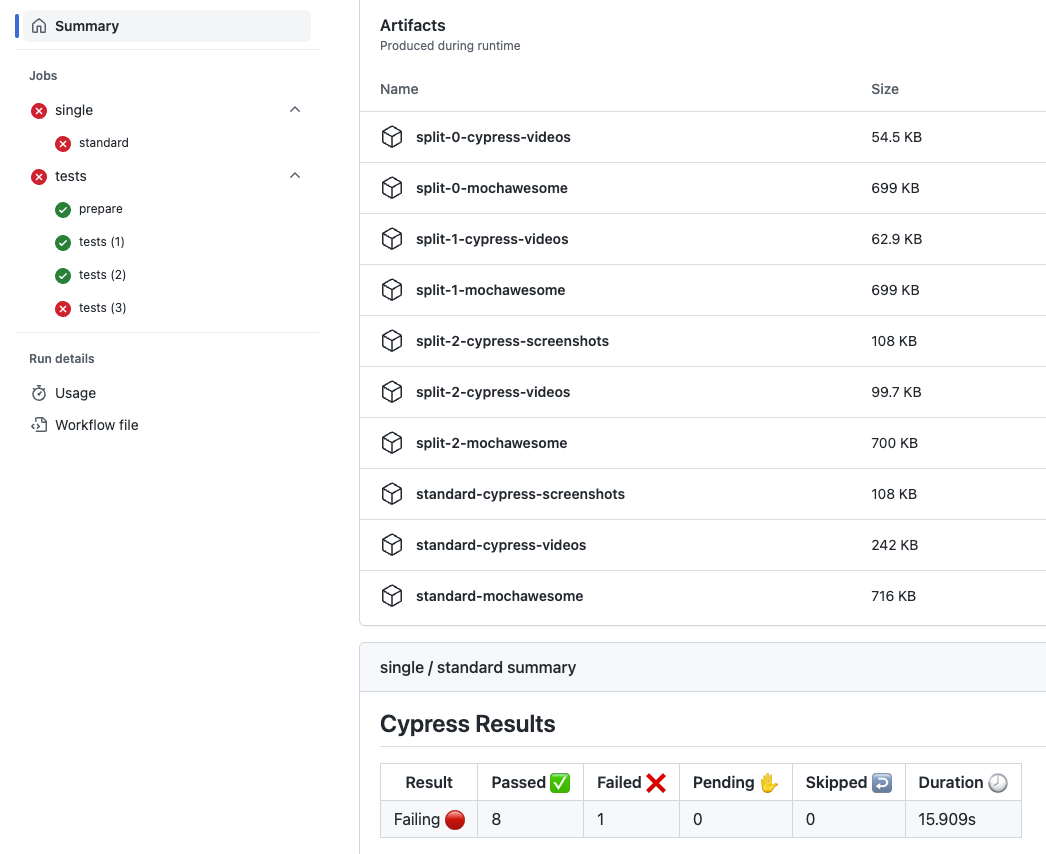 Summary
Jobs
single
standard
tests
prepare
tests (1)
tests (2)
tests (3)
Run details
Usage
Workflow file
Artifacts
Produced during runtime
Name Size
split-0-cypress-videos 54.5 KB
split-0-mochawesome 699 KB
split-1-cypress-videos 62.9 KB
split-1-mochawesome 699 KB
split-2-cypress-screenshots 108 KB
split-2-cypress-videos 99.7 KB
split-2-mochawesome 700 KB
standard-cypress-screenshots 108 KB
standard-cypress-videos 242 KB
standard-mochawesome 716 KB
single / standard summary
Cypress Results
Result Passed ✅ Failed ❌ Pending ✋ Skipped ↩️ Duration 🕗
Failing 🔴 8 1 0 0 15.909s